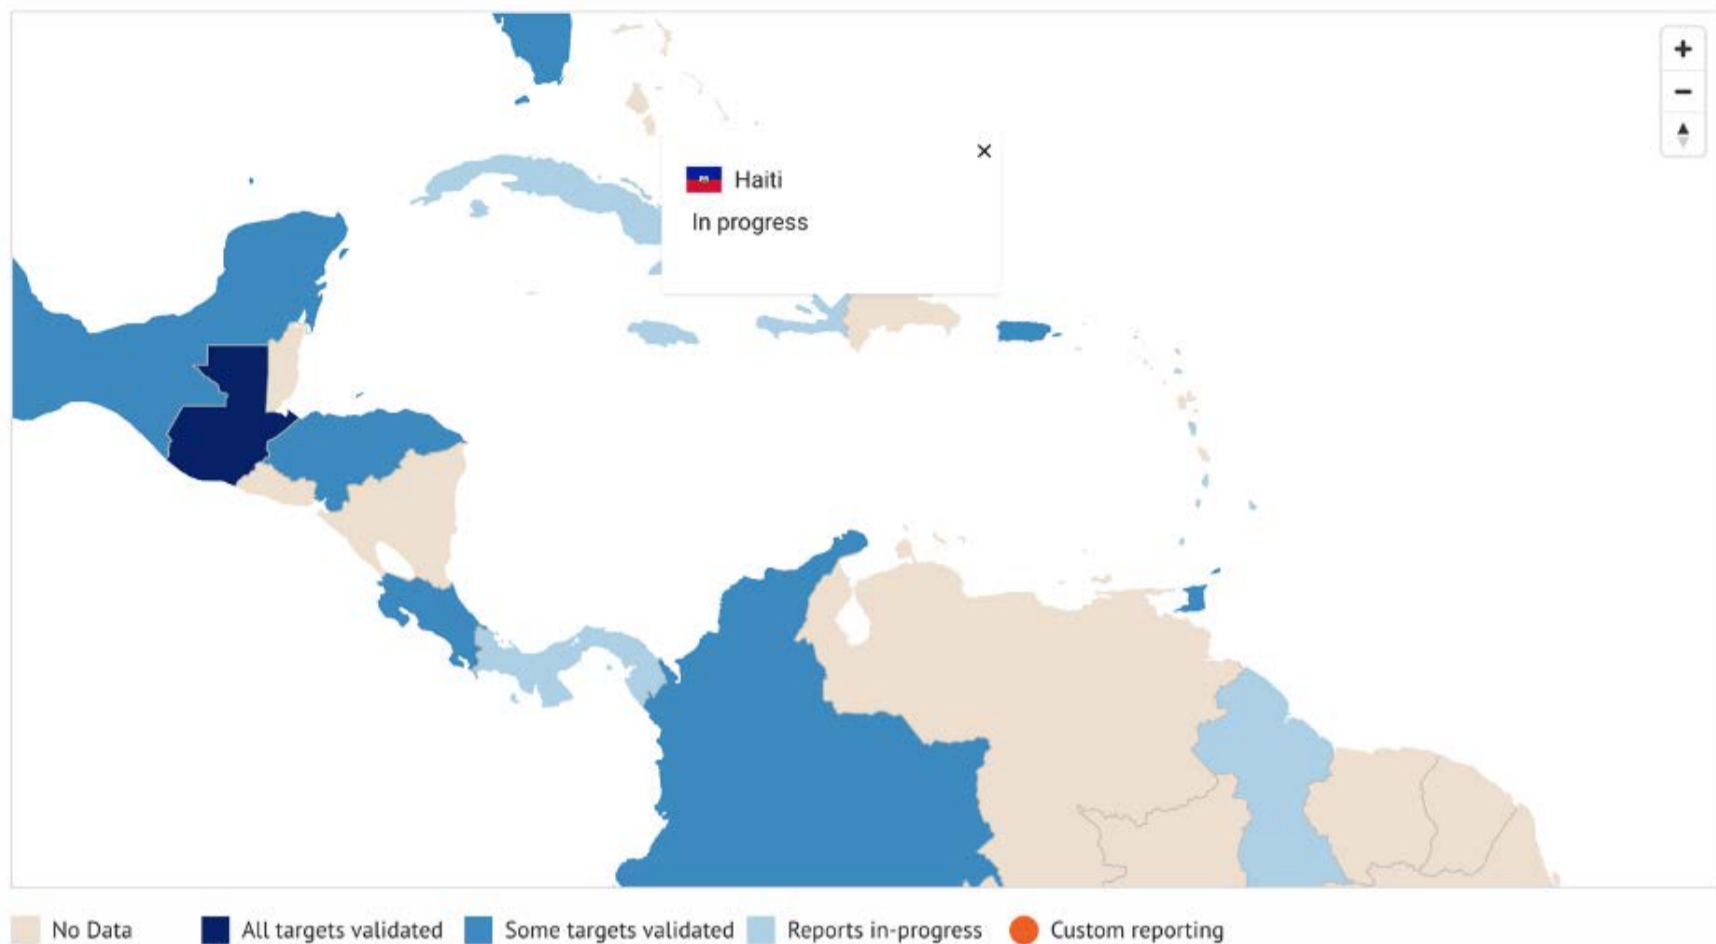 Haiti
In progress
No Data
All targets validated
Some targets validated
Reports in-progress
Custom reporting